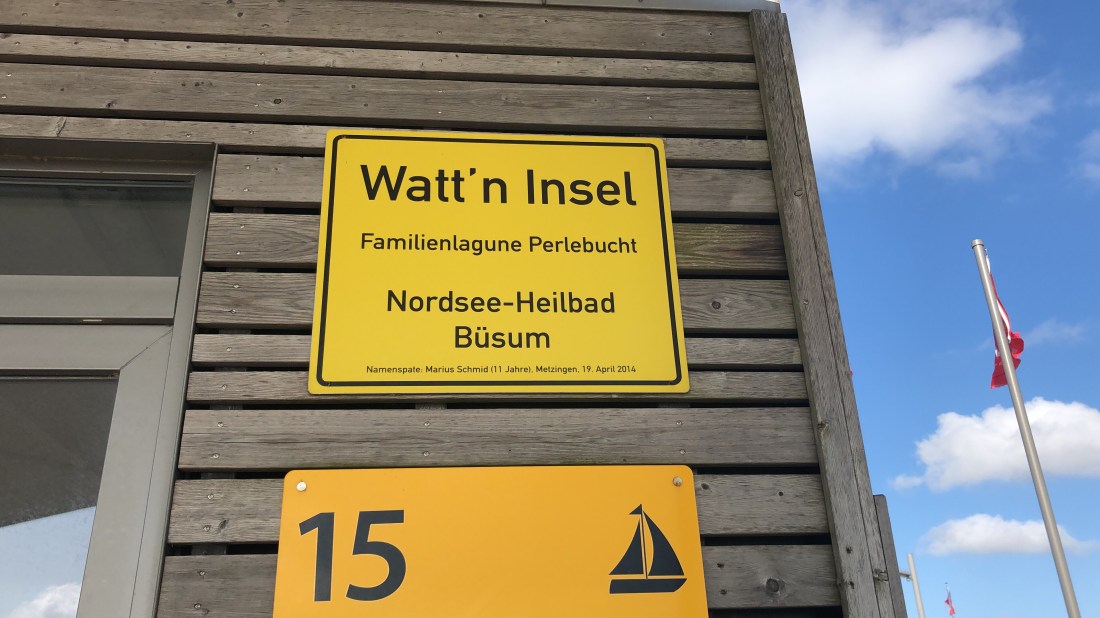 Watt'n Insel
Familienlagune Perlebucht
Nordsee-Heilbad
Büsum
Namenspate: Marius Schmid (11 Jahre), Metzingen, 19. April 2014
15